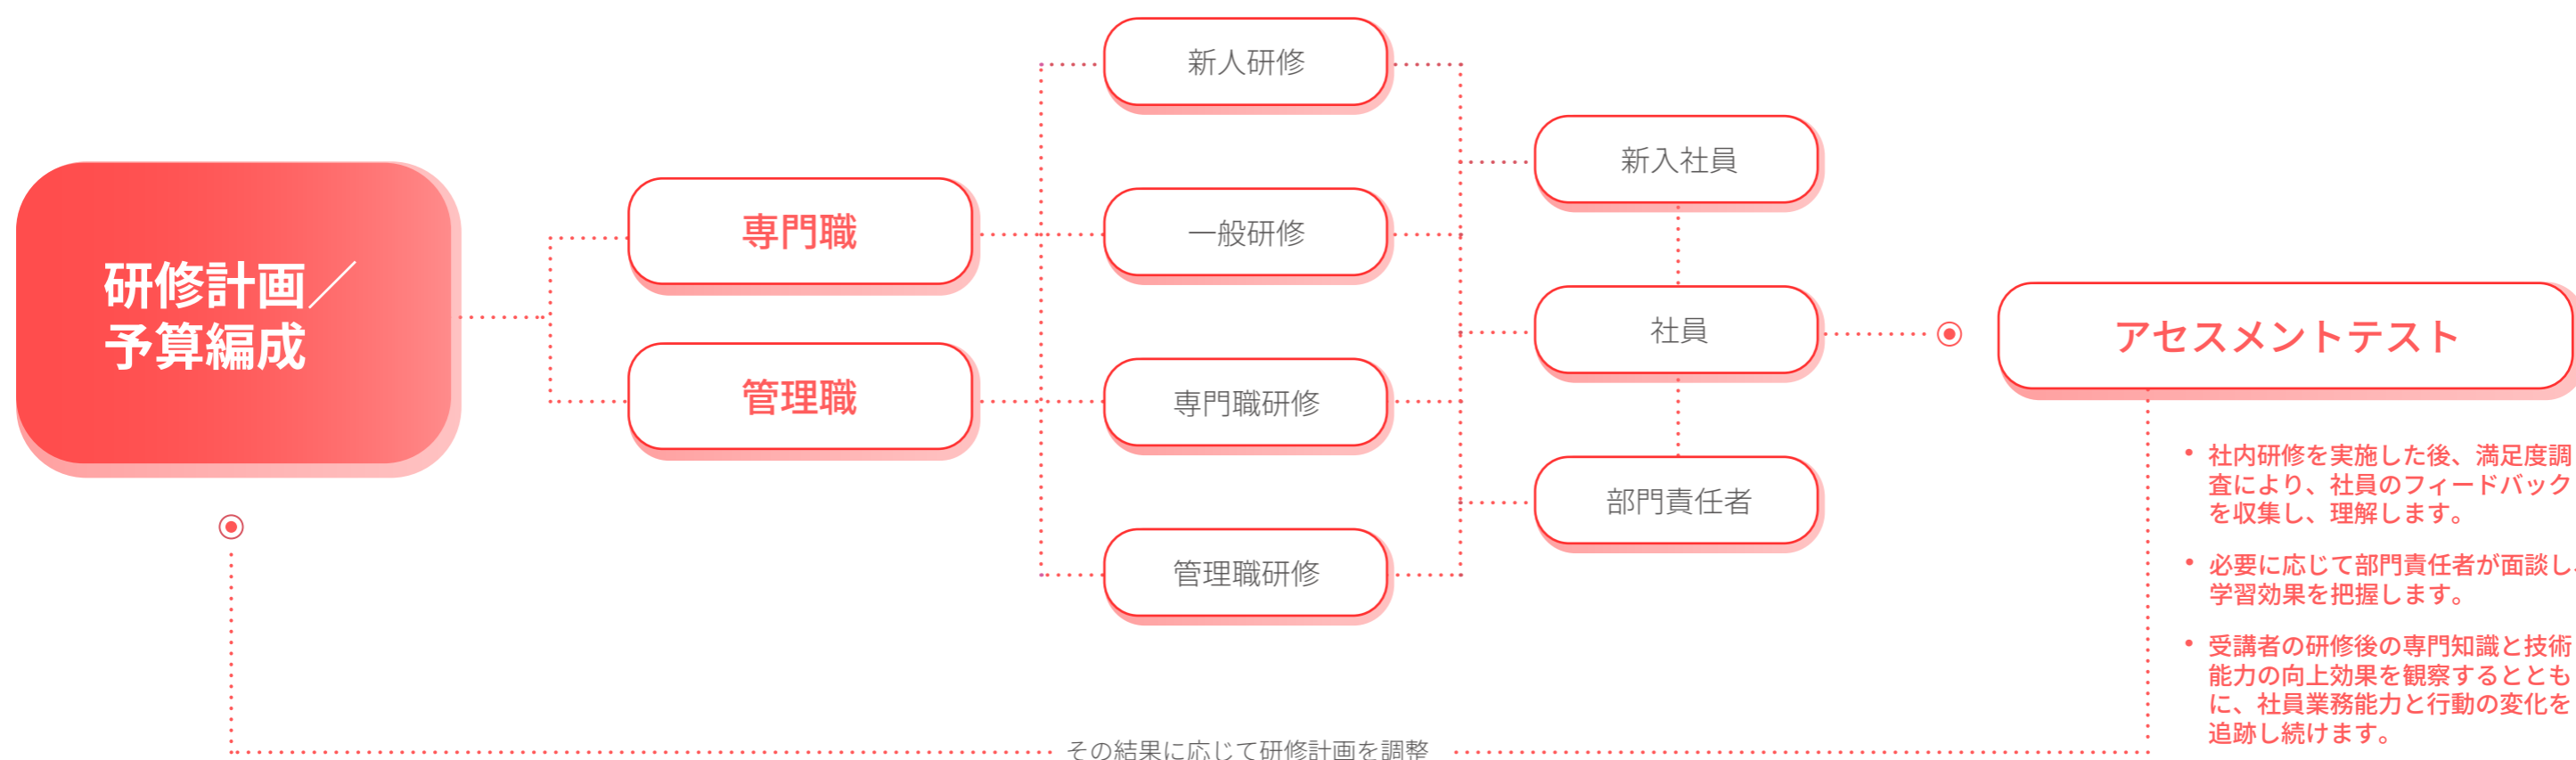 研修計画／
予算編成
専門職
管理職
新人研修
一般研修
専門職研修
管理職研修
新入社員
社員
部門責任者
アセスメントテスト
• 社内研修を実施した後、満足度調
査により、社員のフィードバック
を収集し、理解します。
• 必要に応じて部門責任者が面談し、
学習効果を把握します。
• 受講者の研修後の専門知識と技術
能力の向上効果を観察するととも
に、社員業務能力と行動の変化を
追跡し続けます。
その結果に応じて研修計画を調整